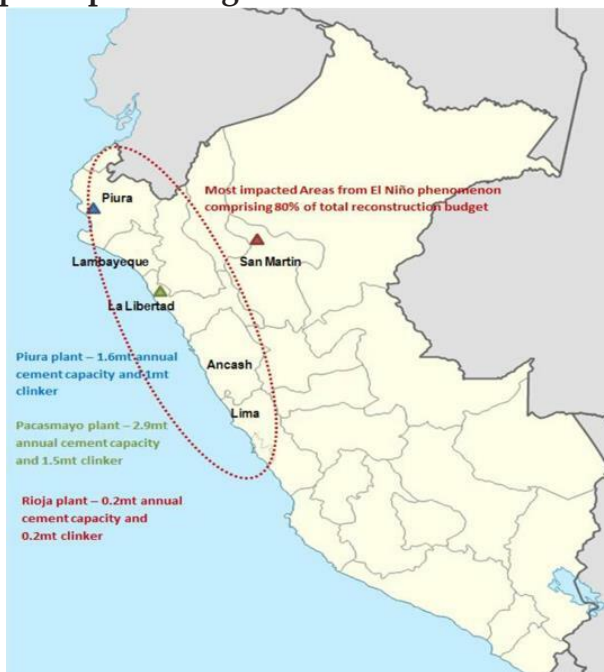 Piura
Most impacted Areas from El Niño phenomenon
comprising 80% of total reconstruction budget
Lambayeque
San Martin
La Libertad
Piura plant – 1.6mt annual
cement capacity and 1mt
clinker
Ancash
Pacasmayo plant – 2.9mt
annual cement capacity
and 1.5mt clinker
Lima
Rioja plant – 0.2mt annual
cement capacity and
0.2mt clinker